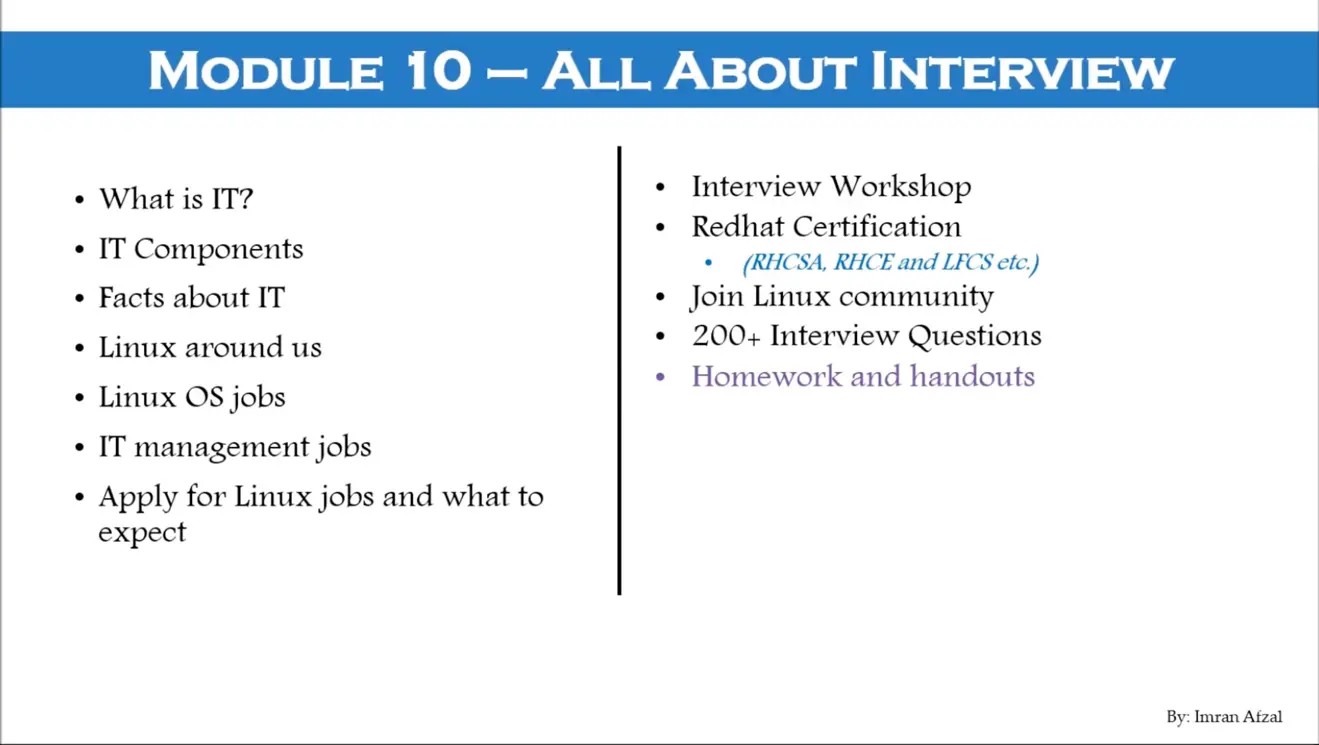 MODULE 10 – ALL ABOUT INTERVIEW
• What is IT?
• IT Components
• Facts about IT
• Linux around us
• Linux OS jobs
• IT management jobs
• Apply for Linux jobs and what to
expect
• Interview Workshop
• Redhat Certification
• (RHCSA, RHCE and LFCS etc.)
• Join Linux community
• 200+ Interview Questions
• Homework and handouts
By: Imran Afzal